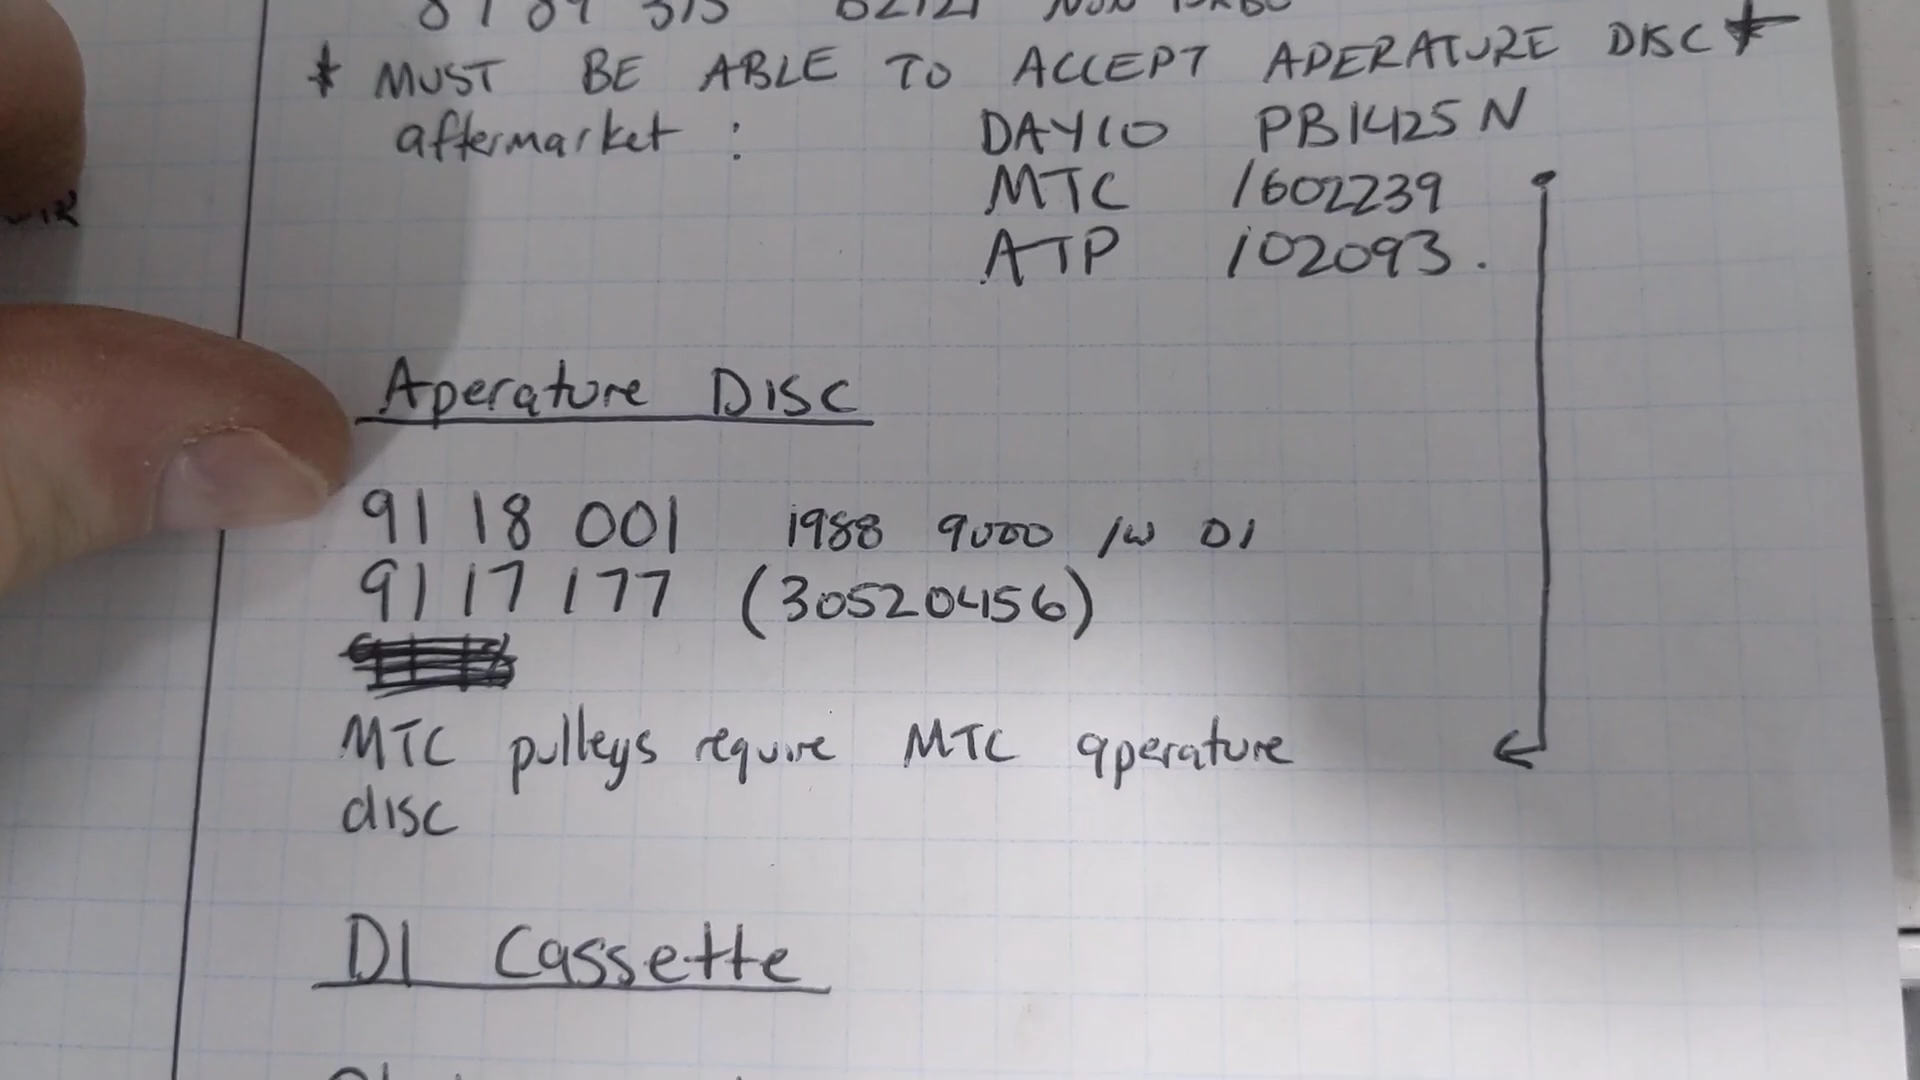 * MUST BE ABLE TO ACCEPT APERATURE DISC *
aftermarket : DAYCO PB1425N
MTC 1602239
ATP 102093.
Aperature DISC
91 18 001 1988 9000 /w DI
91 17 177 (30520456)
MTC pulleys require MTC aperature
disc
DI Cassette